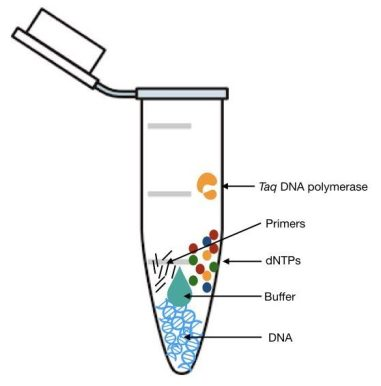 Taq DNA polymerase
Primers
dNTPs
Buffer
DNA